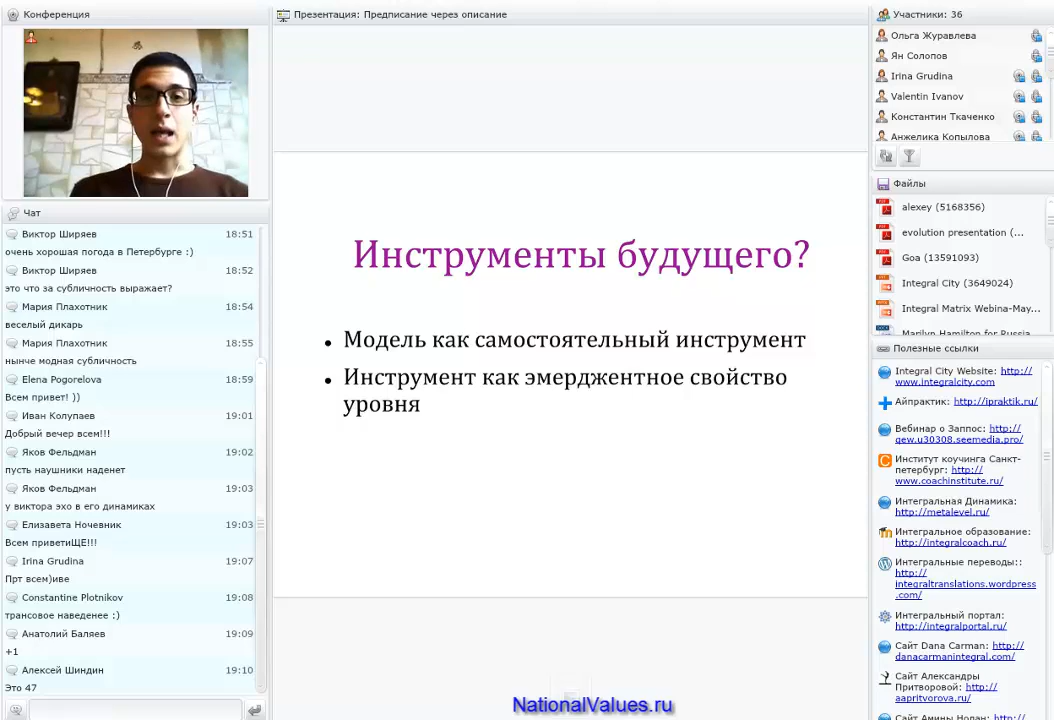 Конференция
Чат
Виктор Ширяев 18:51
очень хорошая погода в Петербурге :)
Виктор Ширяев 18:52
это что за субличность выражает?
Мария Плахотник 18:54
веселый дикарь
Мария Плахотник 18:55
нынче модная субличность
Elena Pogorelova 18:59
Всем привет! ))
Иван Колупаев 19:01
Добрый вечер всем!!!
Яков Фельдман 19:02
пусть наушники наденет
Яков Фельдман 19:03
у виктора эхо в его динамиках
Елизавета Ночевник 19:03
Всем приветиЩЕ!!!
Irina Grudina 19:07
Прт всем)иве
Constantine Plotnikov 19:08
трансовое наведенее :)
Анатолий Баляев 19:09
+1
Алексей Шиндин 19:10
Это 47
Презентация: Предписание через описание
Инструменты будущего?
• Модель как самостоятельный инструмент
• Инструмент как эмерджентное свойство
уровня
NationalValues.ru
Участники: 36
Ольга Журавлева
Ян Солопов
Irina Grudina
Valentin Ivanov
Константин Ткаченко
Анжелика Копылова
Файлы
alexey (5168356)
evolution presentation (...
Goa (13591093)
Integral City (3649024)
Integral Matrix Webina-May...
Marilyn Hamilton for Russia
Полезные ссылки
Integral City Website: http://
www.integralcity.com
Айпрактик: http://ipraktik.ru/
Вебинар о Заппос: http://
qew.u30308.seemedia.pro/
Институт коучинга Санкт-
петербург: http://
www.coachinstitute.ru/
Интегральная Динамика:
http://metalevel.ru/
Интегральное образование:
http://integralcoach.ru/
Интегральные переводы::
http://
integraltranslations.wordpress
.com/
Интегральный портал:
http://integralportal.ru/
Сайт Dana Carman: http://
danacarmanintegral.com/
Сайт Александры
Притворовой: http://
aapritvorova.ru/
Сайт Амины Нолан: http://